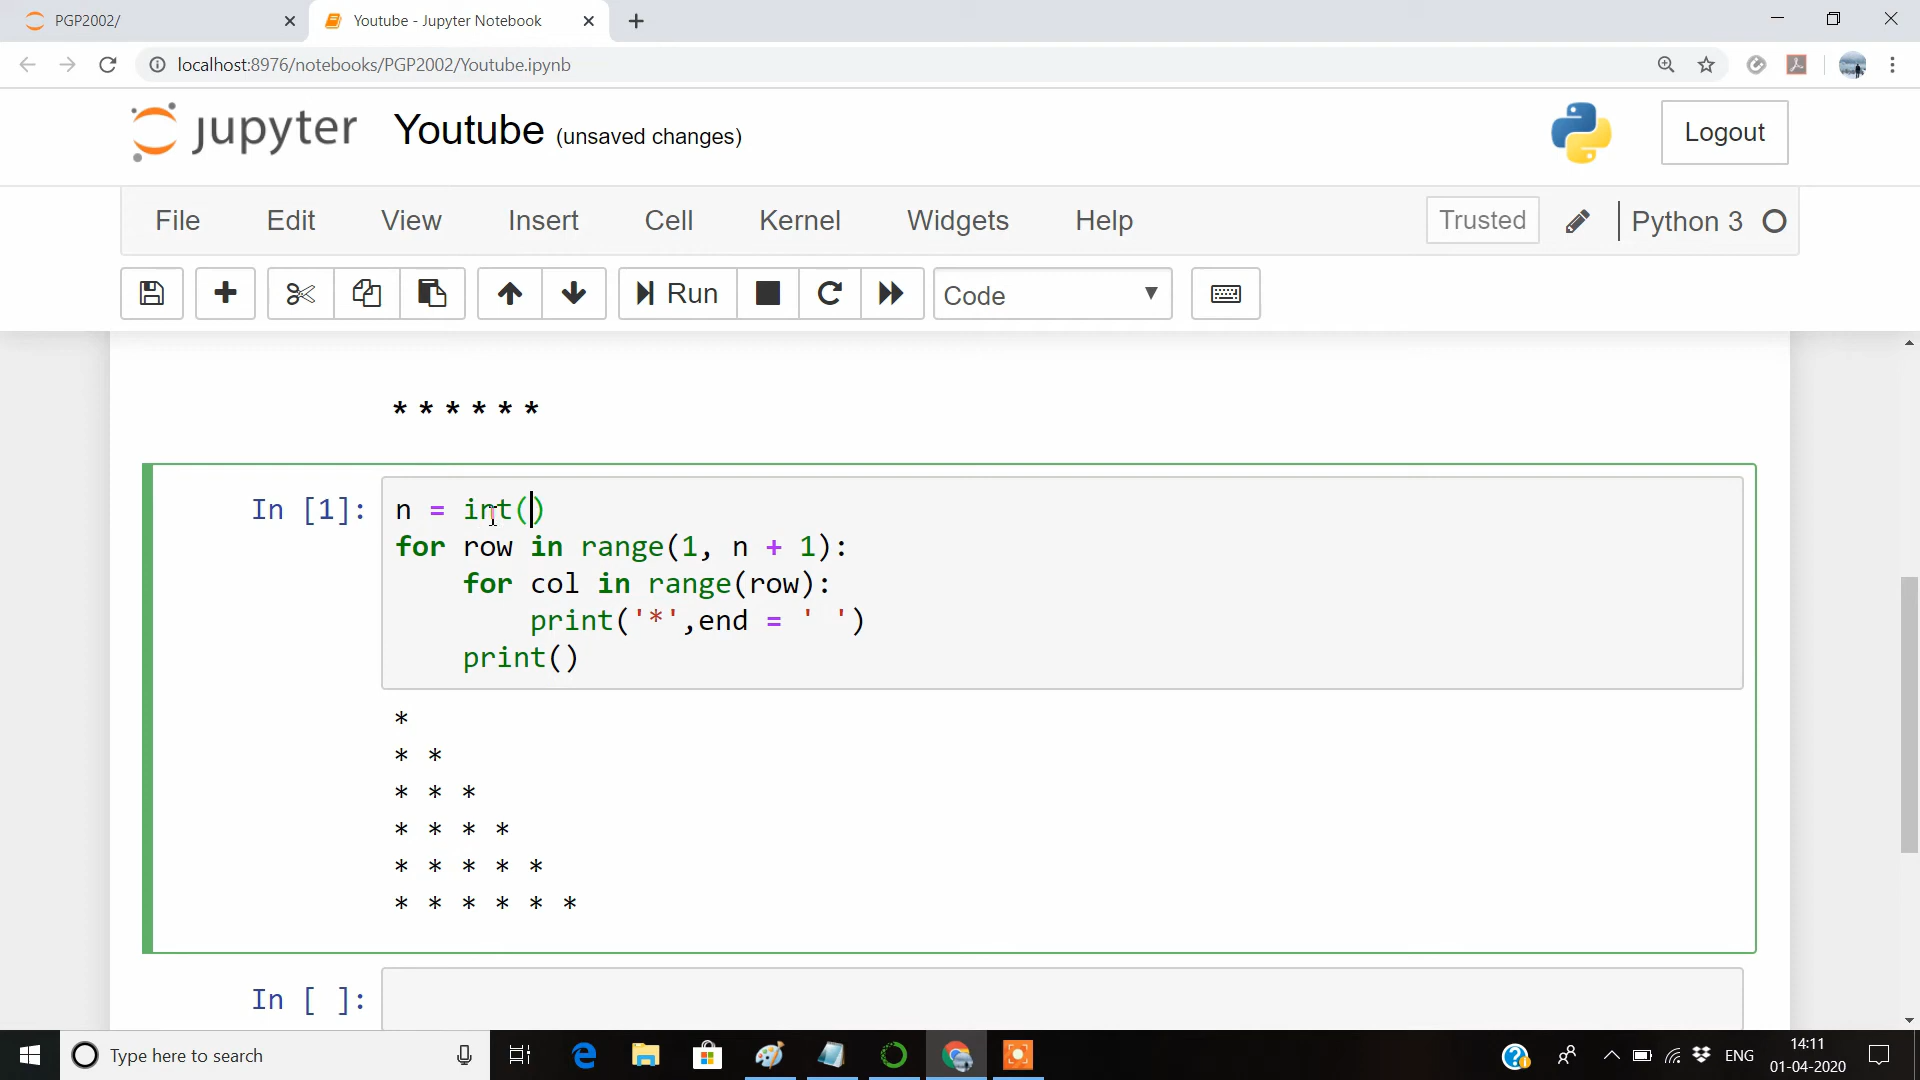 PGP2002/
Youtube - Jupyter Notebook
localhost:8976/notebooks/PGP2002/Youtube.ipynb
jupyter Youtube (unsaved changes)
Logout
File Edit View Insert Cell Kernel Widgets Help
Trusted
Python 3
Run
Code
* * * * * *
In [1]:
n = int()
for row in range(1, n + 1):
    for col in range(row):
        print('*',end = ' ')
    print()
*
* *
* * *
* * * *
* * * * *
* * * * * *
In [ ]:
Type here to search
ENG
14:11
01-04-2020